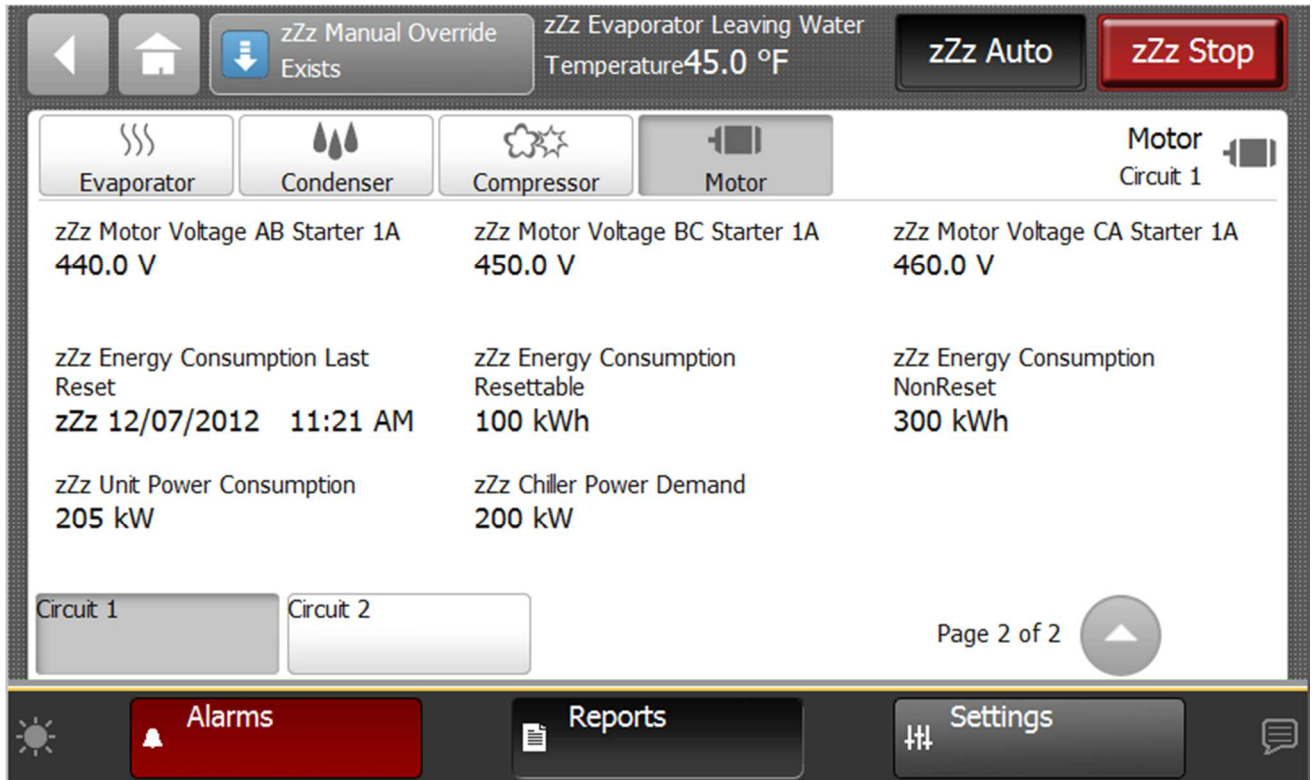 zZz Manual Override
Exists
zZz Evaporator Leaving Water
Temperature45.0 °F
zZz Auto
zZz Stop
Evaporator
Condenser
Compressor
Motor
Motor
Circuit 1
zZz Motor Voltage AB Starter 1A
440.0 V
zZz Motor Voltage BC Starter 1A
450.0 V
zZz Motor Voltage CA Starter 1A
460.0 V
zZz Energy Consumption Last
Reset
zZz 12/07/2012 11:21 AM
zZz Energy Consumption
Resettable
100 kWh
zZz Energy Consumption
NonReset
300 kWh
zZz Unit Power Consumption
205 kW
zZz Chiller Power Demand
200 kW
Circuit 1
Circuit 2
Page 2 of 2
Alarms
Reports
Settings